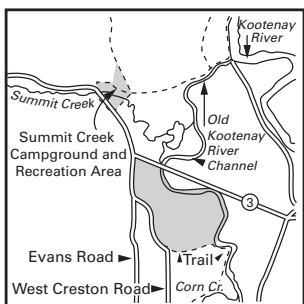 Kootenay
River
Summit Creek
Old
Kootenay
River
Channel
Summit Creek
Campground and
Recreation Area
3
Trail
Evans Road
West Creston Road
Corn Cr.